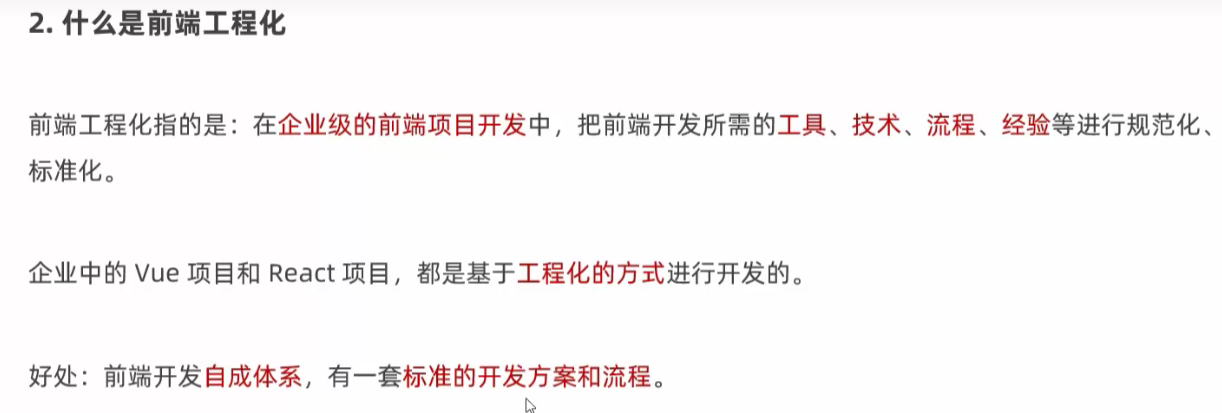 2. 什么是前端工程化
前端工程化指的是：在企业级的前端项目开发中，把前端开发所需的工具、技术、流程、经验等进行规范化、
标准化。
企业中的 Vue 项目和 React 项目，都是基于工程化的方式进行开发的。
好处：前端开发自成体系，有一套标准的开发方案和流程。